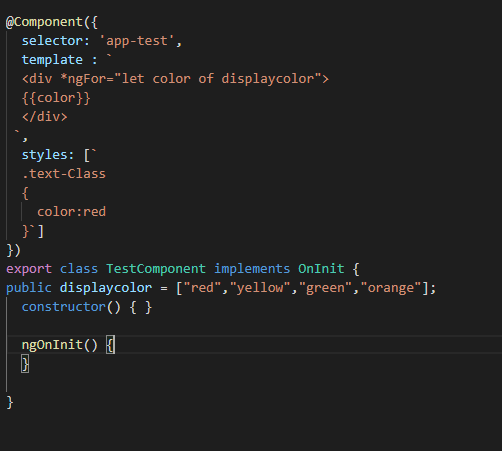 @Component({
  selector: 'app-test',
  template : `
  <div *ngFor="let color of displaycolor">
  {{color}}
  </div>
 `,
  styles: [`
  .text-Class
  {
    color:red
  }`]
})
export class TestComponent implements OnInit {
public displaycolor = ["red","yellow","green","orange"];
  constructor() { }
  ngOnInit() {
  }
}